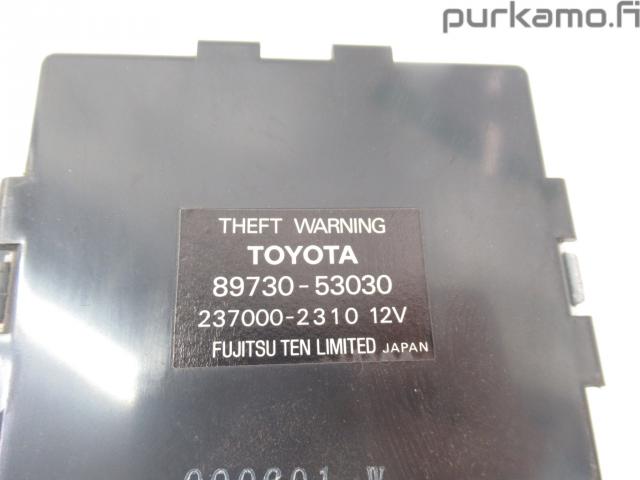 purkamo.fi
THEFT WARNING
TOYOTA
89730-53030
237000-2310 12V
FUJITSU TEN LIMITED JAPAN